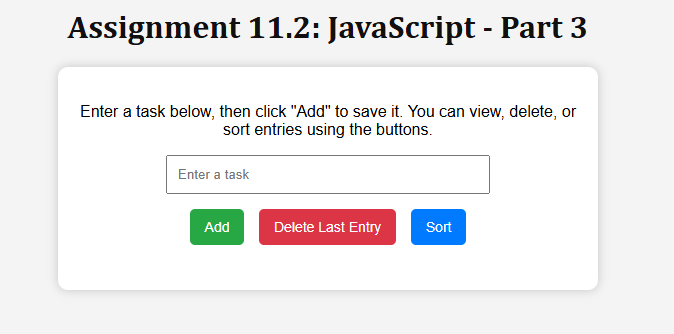 Assignment 11.2: JavaScript - Part 3
Enter a task below, then click "Add" to save it. You can view, delete, or
sort entries using the buttons.
Enter a task
Add Delete Last Entry Sort